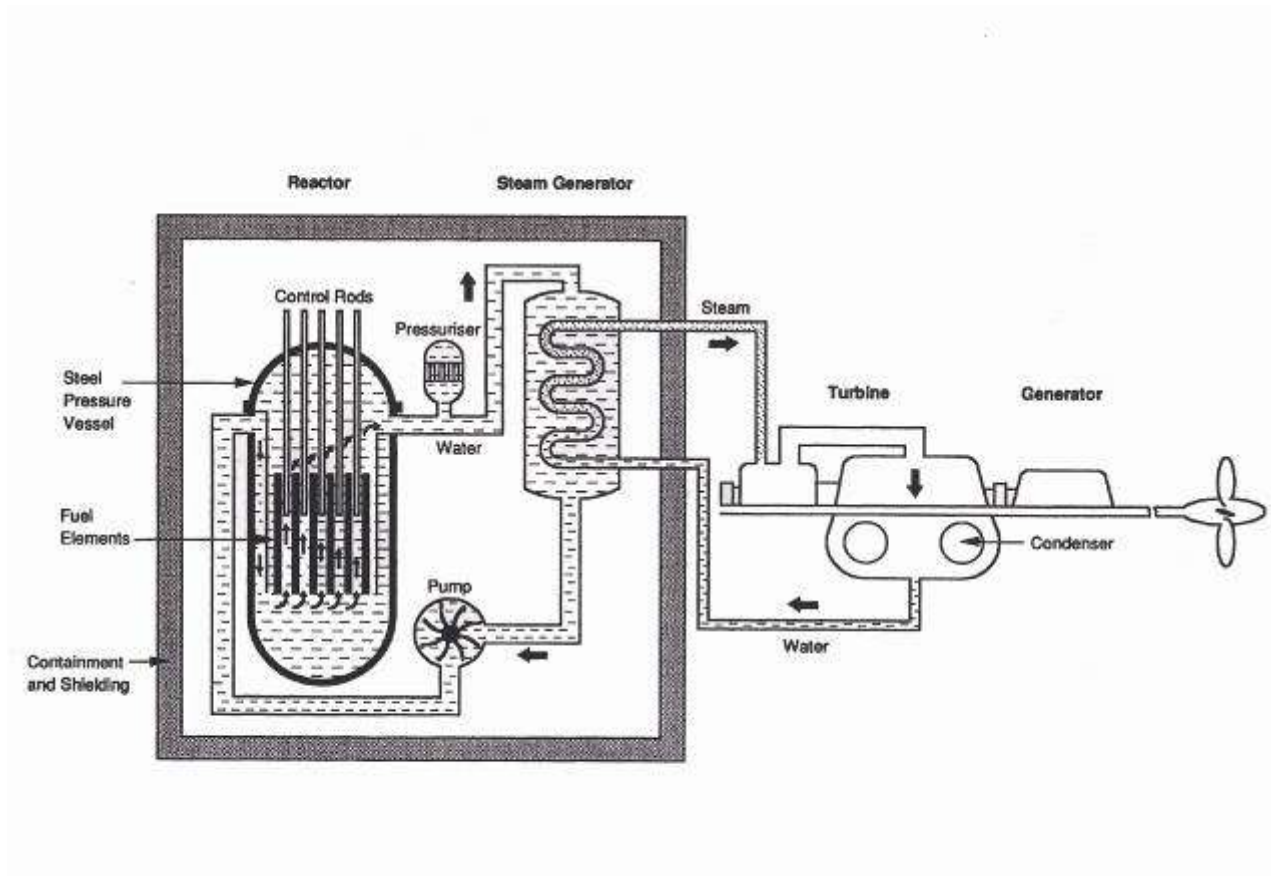 Reactor
Steam Generator
Control Rods
Pressuriser
Steam
Steel
Pressure
Vessel
Turbine
Generator
Water
Fuel
Elements
Condenser
Pump
Water
Containment
and Shielding